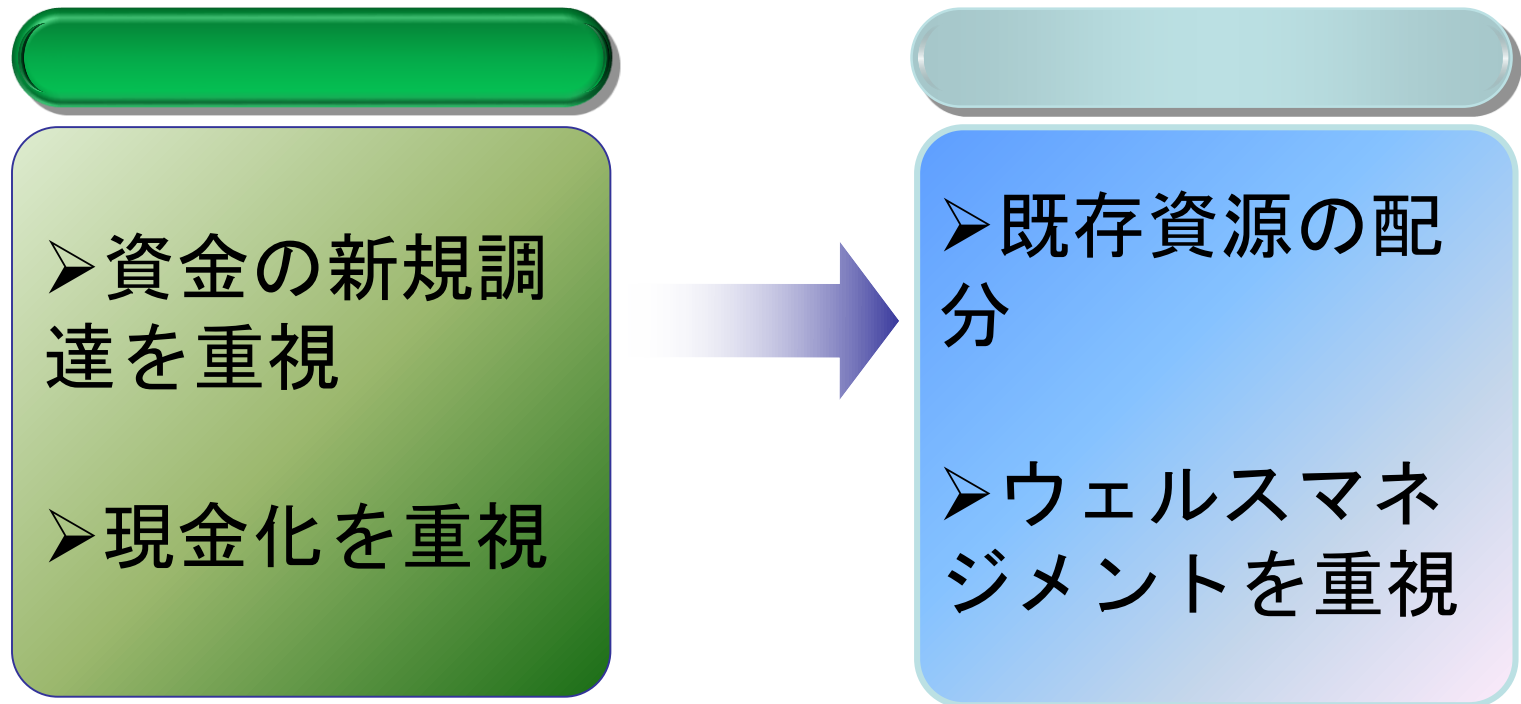 ➢資金の新規調
達を重視
➢現金化を重視
➢既存資源の配
分
➢ウェルスマネ
ジメントを重視